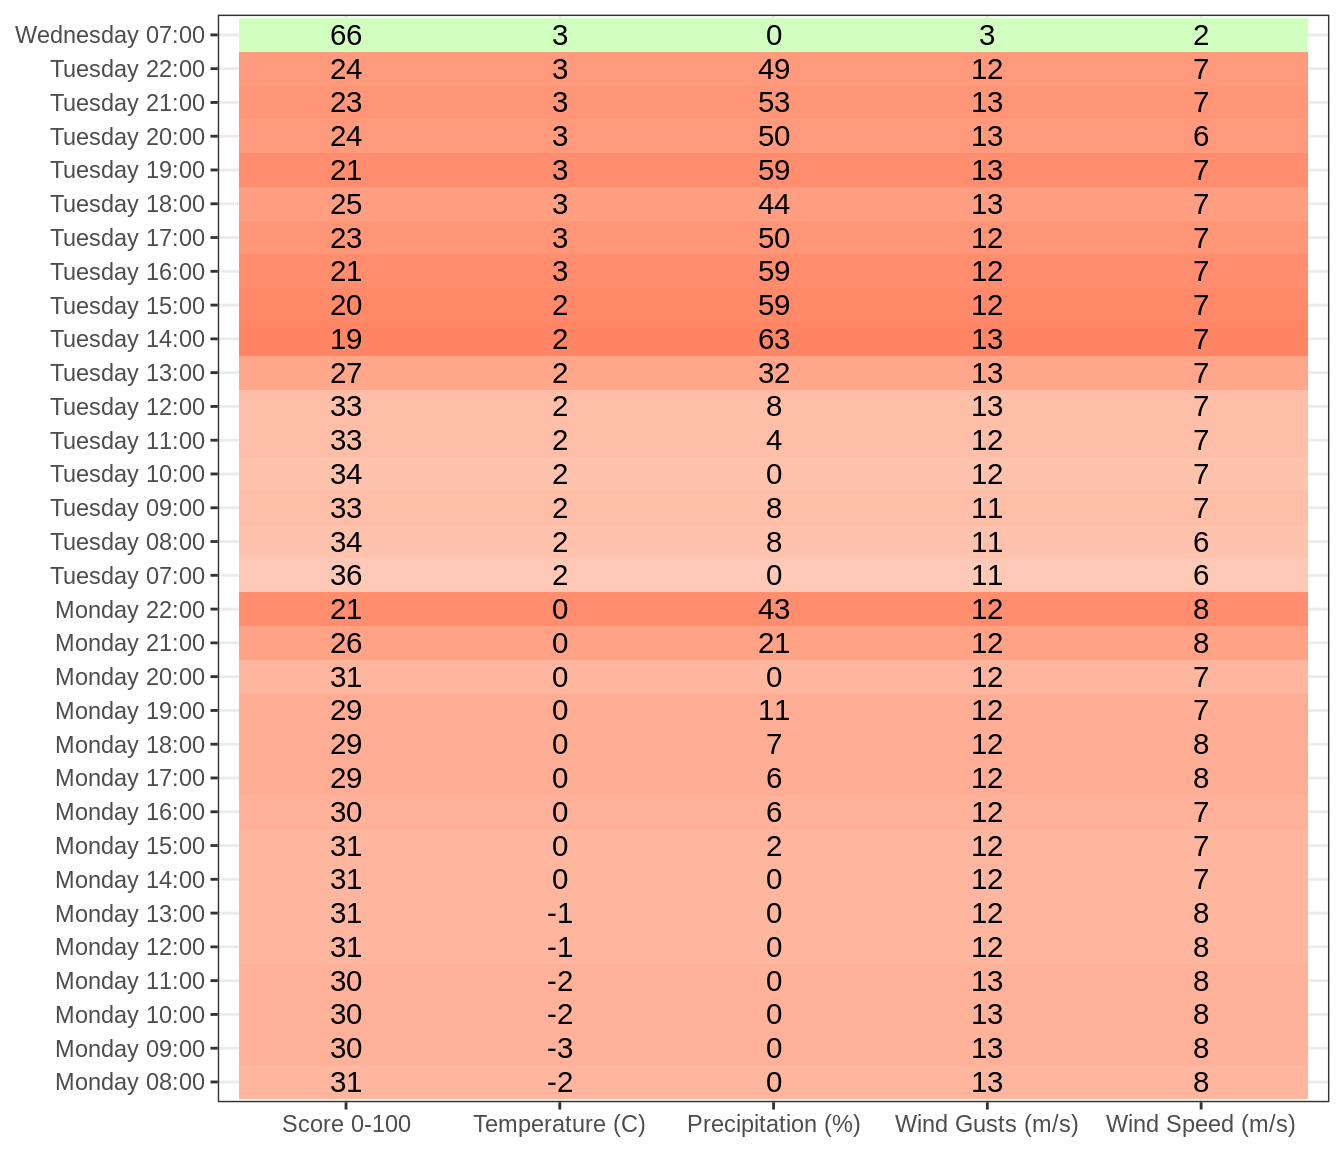 Wednesday 07:00 66 3 0 3 2
Tuesday 22:00 24 3 49 12 7
Tuesday 21:00 23 3 53 13 7
Tuesday 20:00 24 3 50 13 6
Tuesday 19:00 21 3 59 13 7
Tuesday 18:00 25 3 44 13 7
Tuesday 17:00 23 3 50 12 7
Tuesday 16:00 21 3 59 12 7
Tuesday 15:00 20 2 59 12 7
Tuesday 14:00 19 2 63 13 7
Tuesday 13:00 27 2 32 13 7
Tuesday 12:00 33 2 8 13 7
Tuesday 11:00 33 2 4 12 7
Tuesday 10:00 34 2 0 12 7
Tuesday 09:00 33 2 8 11 7
Tuesday 08:00 34 2 8 11 6
Tuesday 07:00 36 2 0 11 6
Monday 22:00 21 0 43 12 8
Monday 21:00 26 0 21 12 8
Monday 20:00 31 0 0 12 7
Monday 19:00 29 0 11 12 7
Monday 18:00 29 0 7 12 8
Monday 17:00 29 0 6 12 8
Monday 16:00 30 0 6 12 7
Monday 15:00 31 0 2 12 7
Monday 14:00 31 0 0 12 7
Monday 13:00 31 -1 0 12 8
Monday 12:00 31 -1 0 12 8
Monday 11:00 30 -2 0 13 8
Monday 10:00 30 -2 0 13 8
Monday 09:00 30 -3 0 13 8
Monday 08:00 31 -2 0 13 8
Score 0-100 Temperature (C) Precipitation (%) Wind Gusts (m/s) Wind Speed (m/s)